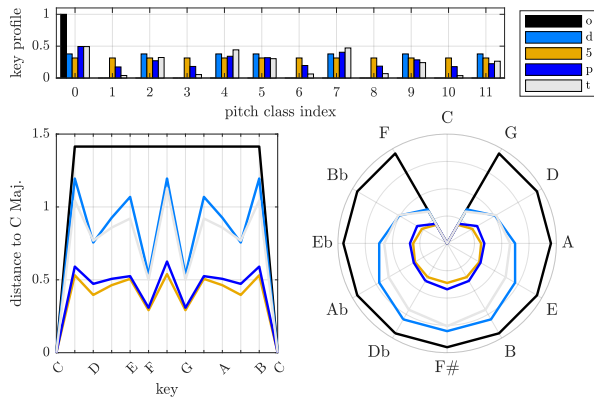 key profile
1
0.5
0
0 1 2 3 4 5 6 7 8 9 10 11
pitch class index
o
d
5
p
t
distance to C Maj.
1.5
1
0.5
0
C D E F G A B C
key
C
F G
Bb D
Eb A
Ab E
Db B
F#